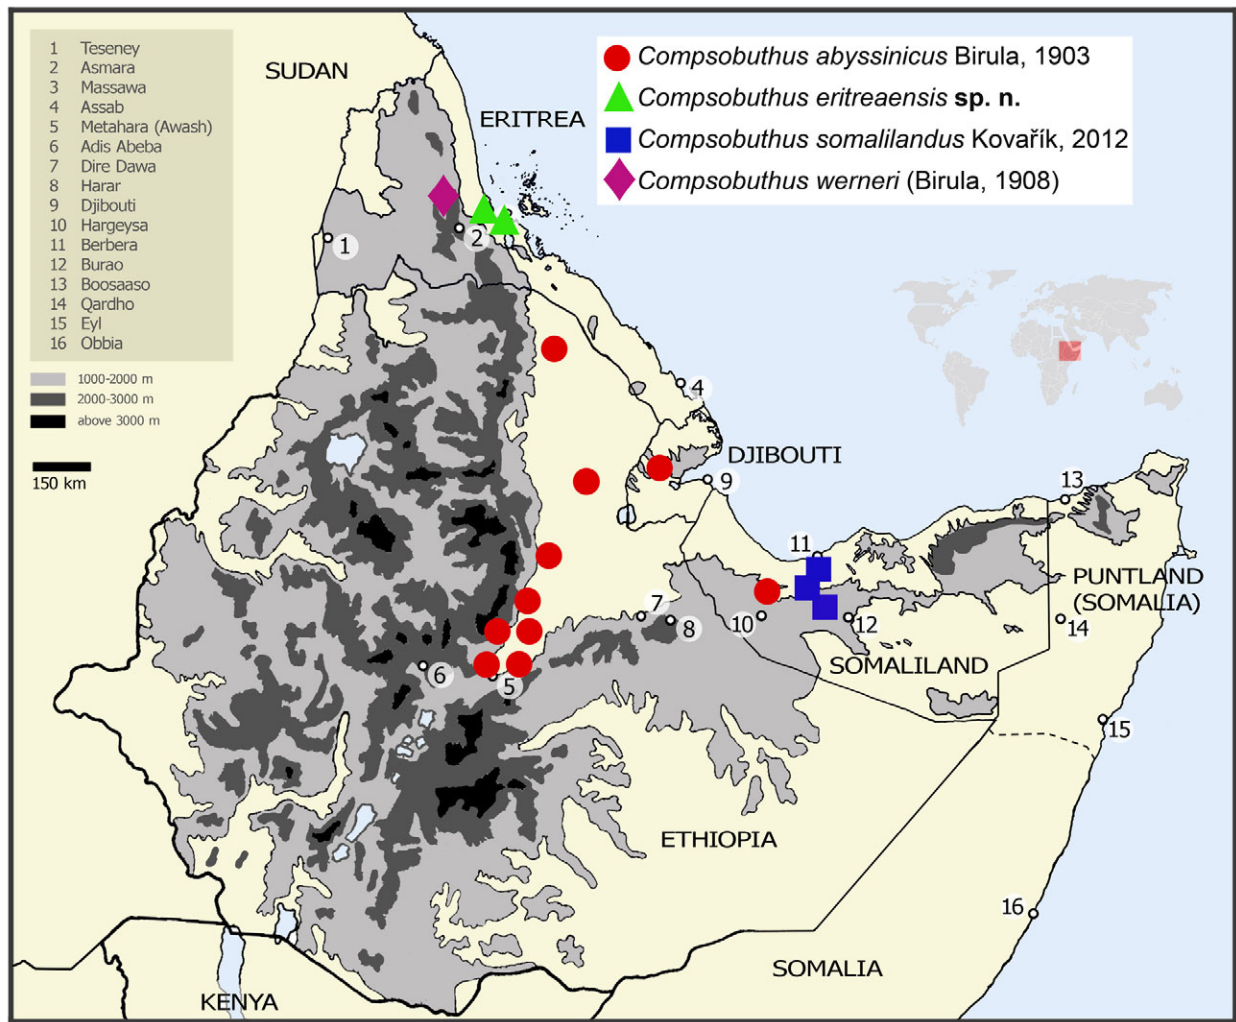 1 Teseney
2 Asmara
3 Massawa
4 Assab
5 Metahara (Awash)
6 Adis Abeba
7 Dire Dawa
8 Harar
9 Djibouti
10 Hargeysa
11 Berbera
12 Burao
13 Boosaaso
14 Qardho
15 Eyl
16 Obbia
1000-2000 m
2000-3000 m
above 3000 m
150 km
Compsobuthus abyssinicus Birula, 1903
Compsobuthus eritreaensis sp. n.
Compsobuthus somalilandus Kovařík, 2012
Compsobuthus werneri (Birula, 1908)
SUDAN
ERITREA
1
2
4
DJIBOUTI
9
13
11
PUNTLAND
(SOMALIA)
7
8
10
12
14
6
5
SOMALILAND
15
ETHIOPIA
16
SOMALIA
KENYA